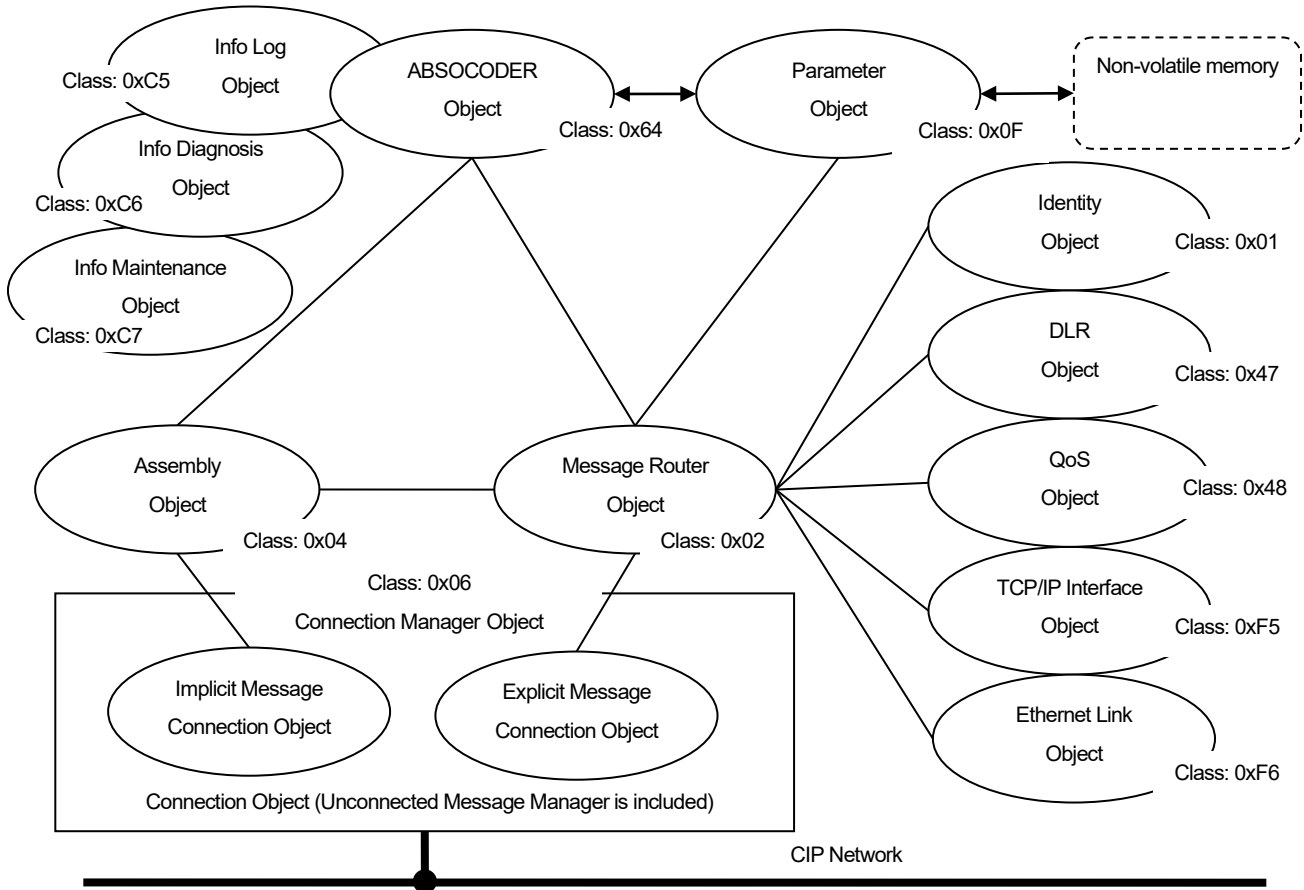 Info Log
Object
Class: 0xC5
ABSOCODER
Object
Class: 0x64
Parameter
Object
Class: 0x0F
Non-volatile memory
Info Diagnosis
Object
Class: 0xC6
Info Maintenance
Object
Class: 0xC7
Identity
Object
Class: 0x01
DLR
Object
Class: 0x47
QoS
Object
Class: 0x48
TCP/IP Interface
Object
Class: 0xF5
Ethernet Link
Object
Class: 0xF6
Assembly
Object
Class: 0x04
Message Router
Object
Class: 0x02
Class: 0x06
Connection Manager Object
Implicit Message
Connection Object
Explicit Message
Connection Object
Connection Object (Unconnected Message Manager is included)
CIP Network